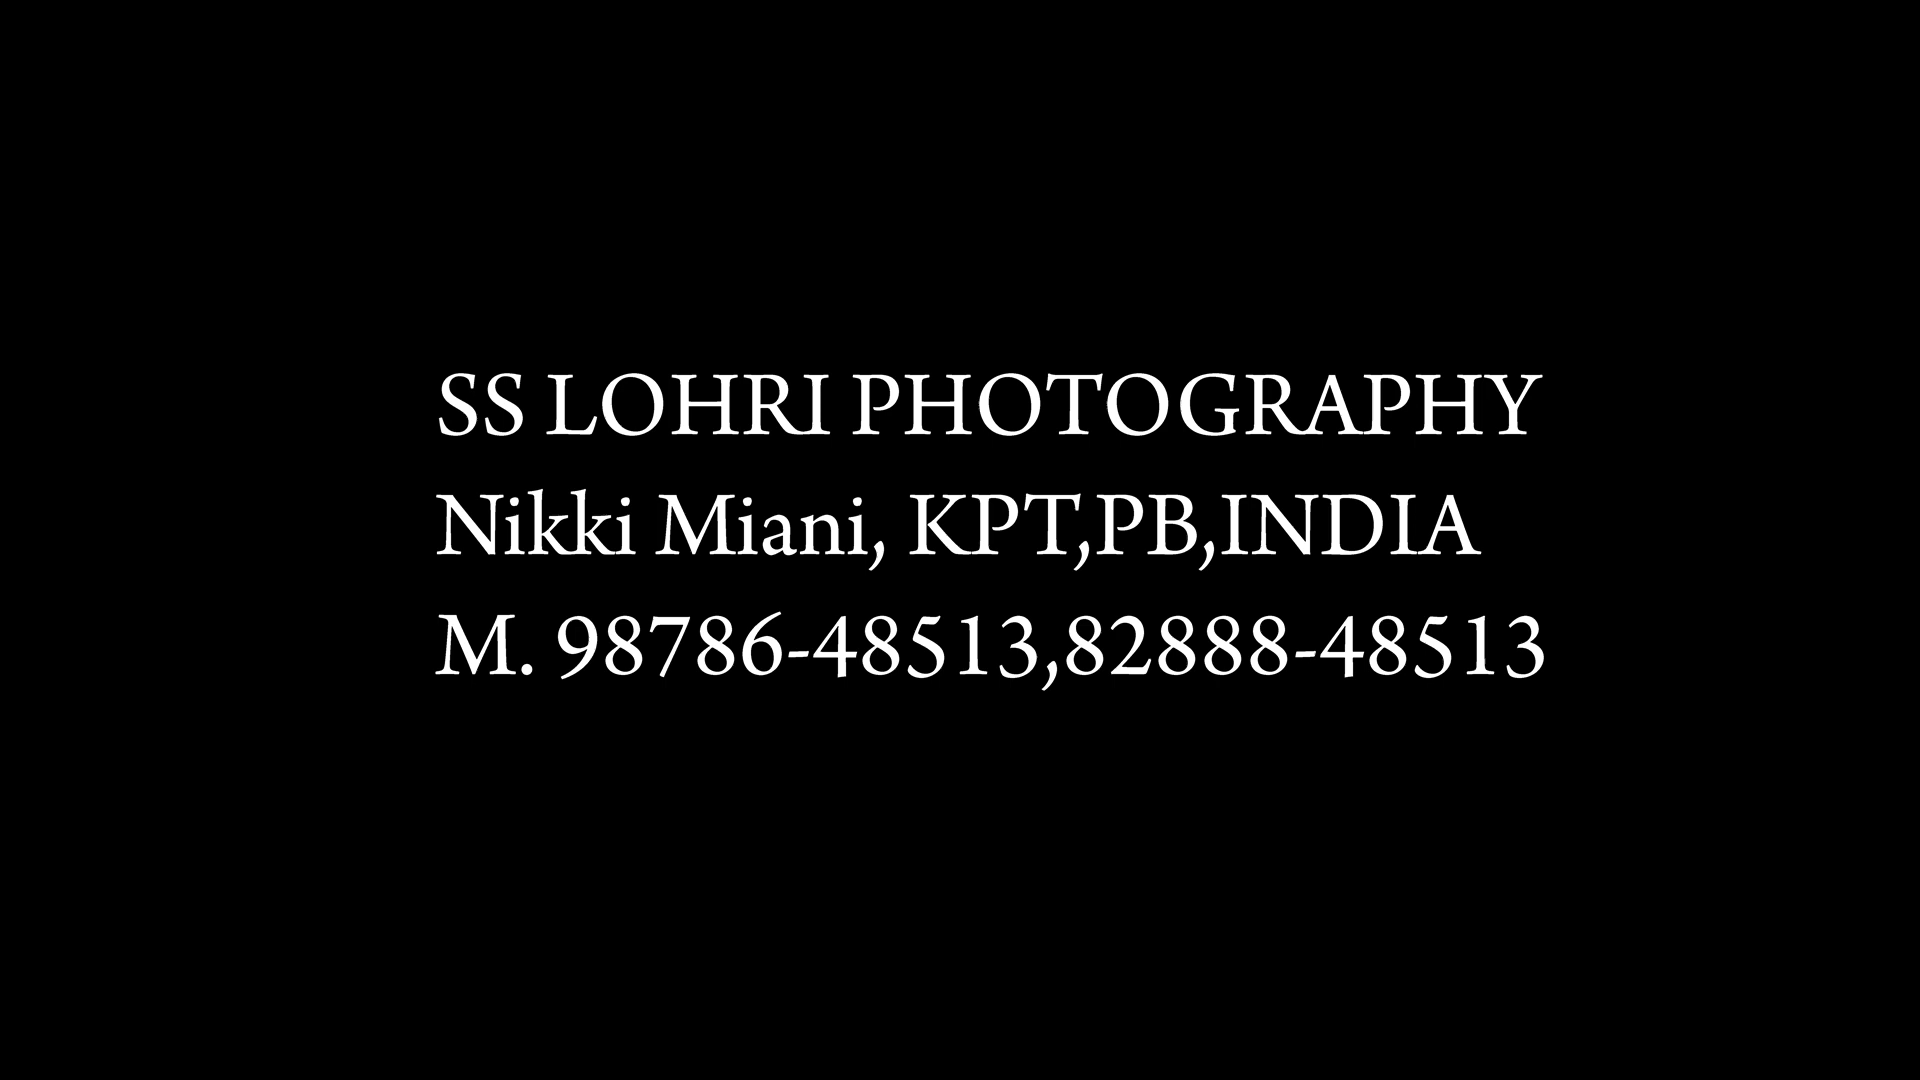 SS LOHRI PHOTOGRAPHY
Nikki Miani, KPT,PB,INDIA
M. 98786-48513,82888-48513